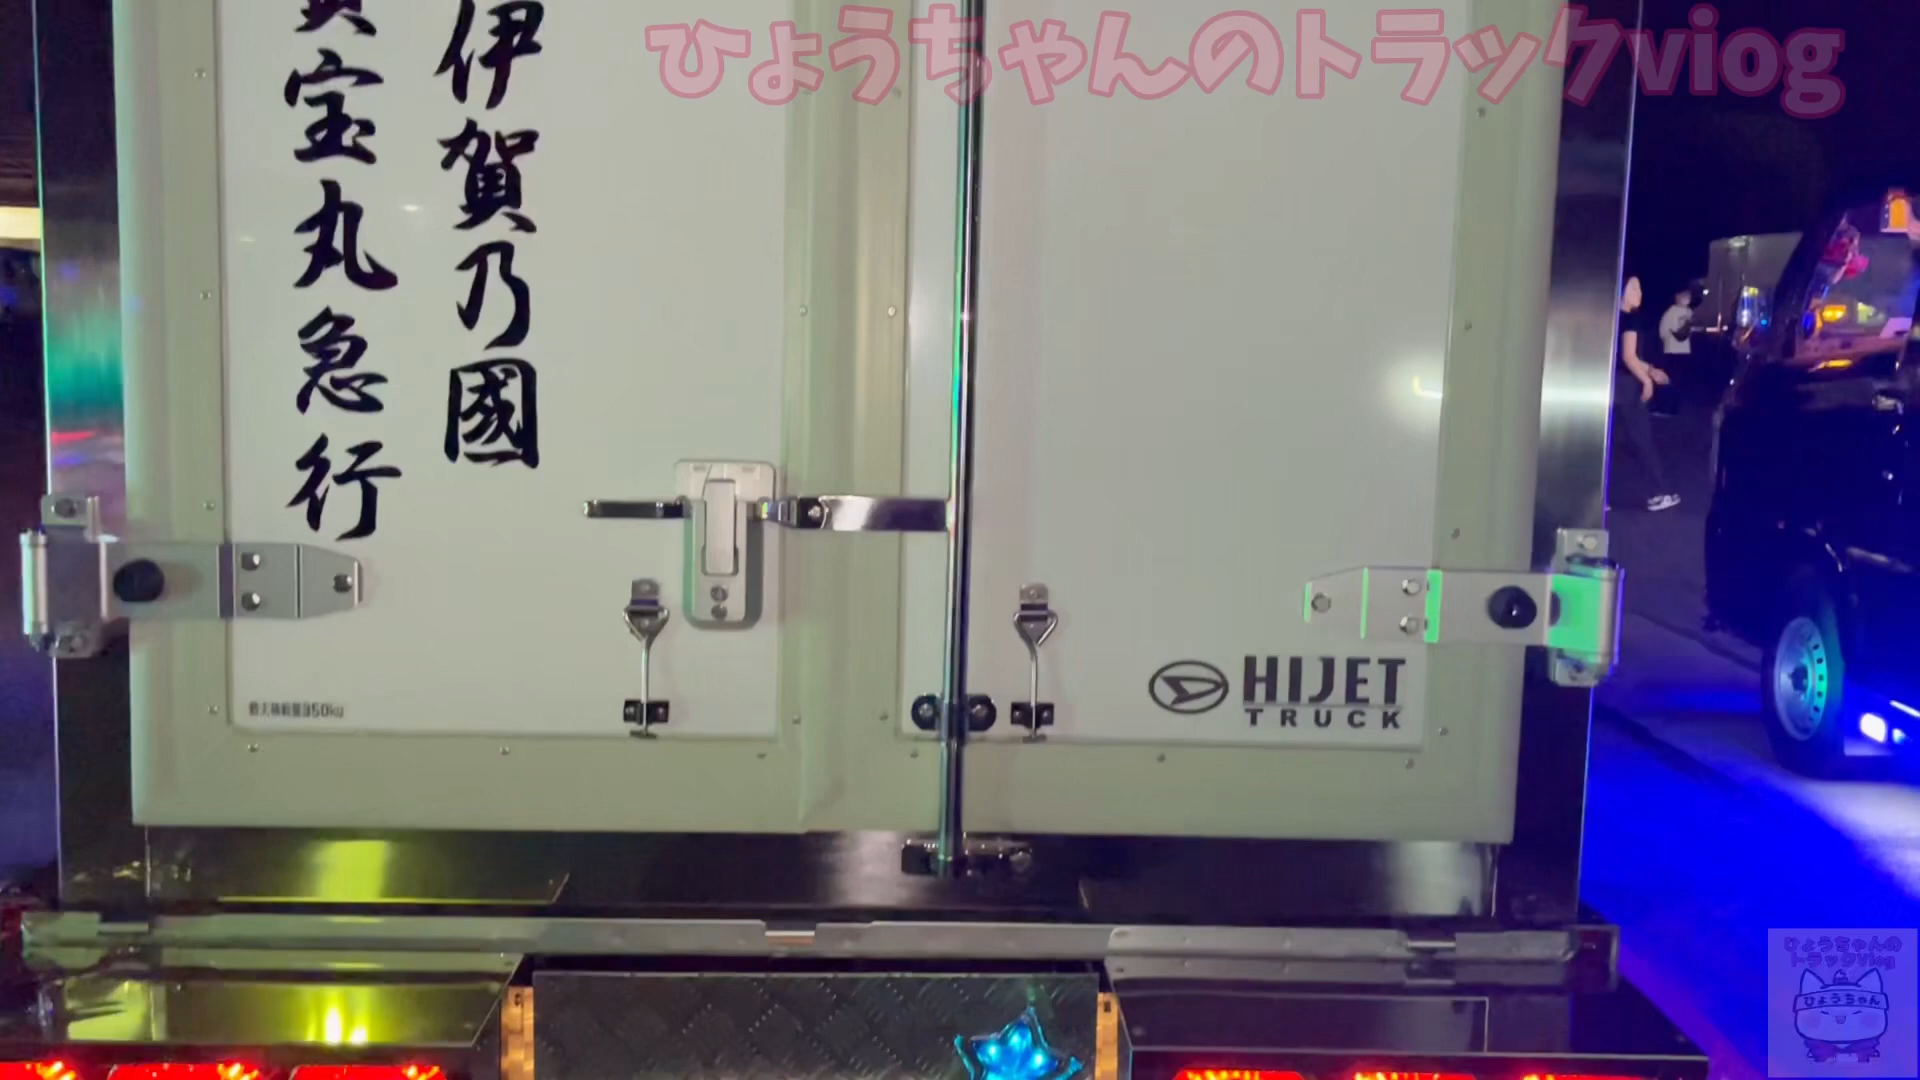 ひょうちゃんのトラックviog
伊賀乃國
宝丸急行
最大積載量350kg
HIJET
TRUCK
ひょうちゃんの
トラックVlog
ひょうちゃん